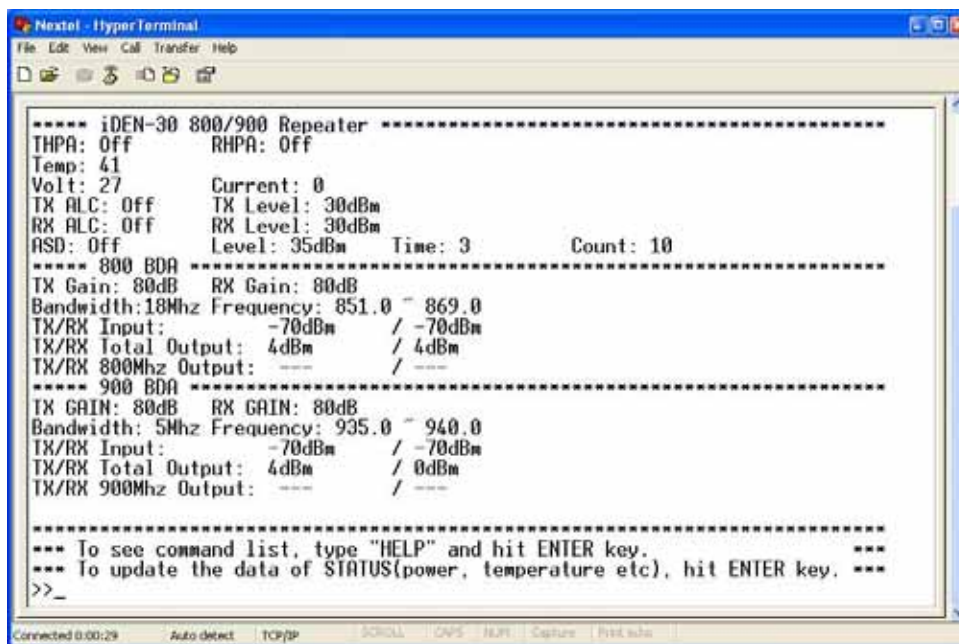 Nextel - HyperTerminal
File Edit View Call Transfer Help
***** iDEN-30 800/900 Repeater *********************************************
THPA: Off RHPA: Off
Temp: 41
Volt: 27 Current: 0
TX ALC: Off TX Level: 30dBm
RX ALC: Off RX Level: 30dBm
ASD: Off Level: 35dBm Time: 3 Count: 10
***** 800 BDA **************************************************************
TX Gain: 80dB RX Gain: 80dB
Bandwidth:18Mhz Frequency: 851.0 ~ 869.0
TX/RX Input: -70dBm / -70dBm
TX/RX Total Output: 4dBm / 4dBm
TX/RX 800Mhz Output: --- / ---
***** 900 BDA **************************************************************
TX GAIN: 80dB RX GAIN: 80dB
Bandwidth: 5Mhz Frequency: 935.0 ~ 940.0
TX/RX Input: -70dBm / -70dBm
TX/RX Total Output: 4dBm / 0dBm
TX/RX 900Mhz Output: --- / ---
****************************************************************************
*** To see command list, type "HELP" and hit ENTER key. ***
*** To update the data of STATUS(power, temperature etc), hit ENTER key. ***
>>_
Connected 0:00:29 Auto detect TCP/IP SCROLL CAPS NUM Capture Print echo